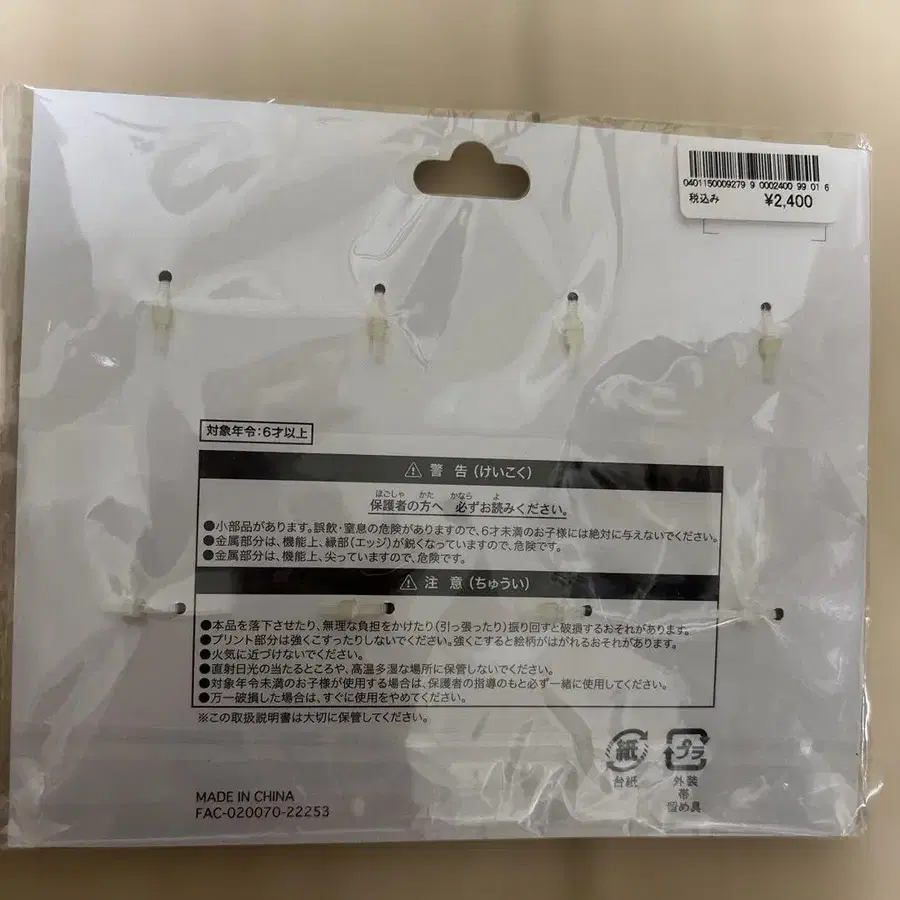 0401150009279 9 0002400 99 01 6
税込み ¥2,400
対象年令:6才以上
⚠ 警 告 (けいこく)
ほごしゃ かた かなら よ
保護者の方へ 必ずお読みください。
●小部品があります。誤飲・窒息の危険がありますので、6才未満のお子様には絶対に与えないでください。
●金属部分は、機能上、縁部(エッジ)が鋭くなっていますので、危険です。
●金属部分は、機能上、尖っていますので、危険です。
⚠ 注 意 (ちゅうい)
●本品を落下させたり、無理な負担をかけたり(引っ張ったり)振り回すと破損するおそれがあります。
●プリント部分は強くこすったりしないでください。強くこすると絵柄がはがれるおそれがあります。
●火気に近づけないでください。
●直射日光の当たるところや、高温多湿な場所に保管しないでください。
●対象年令未満のお子様が使用する場合は、保護者の指導のもと必ず一緒に使用してください。
●万一破損した場合は、すぐに使用をやめてください。
※この取扱説明書は大切に保管してください。
紙 プラ
台紙 外装
帯
留め具
MADE IN CHINA
FAC-020070-22253